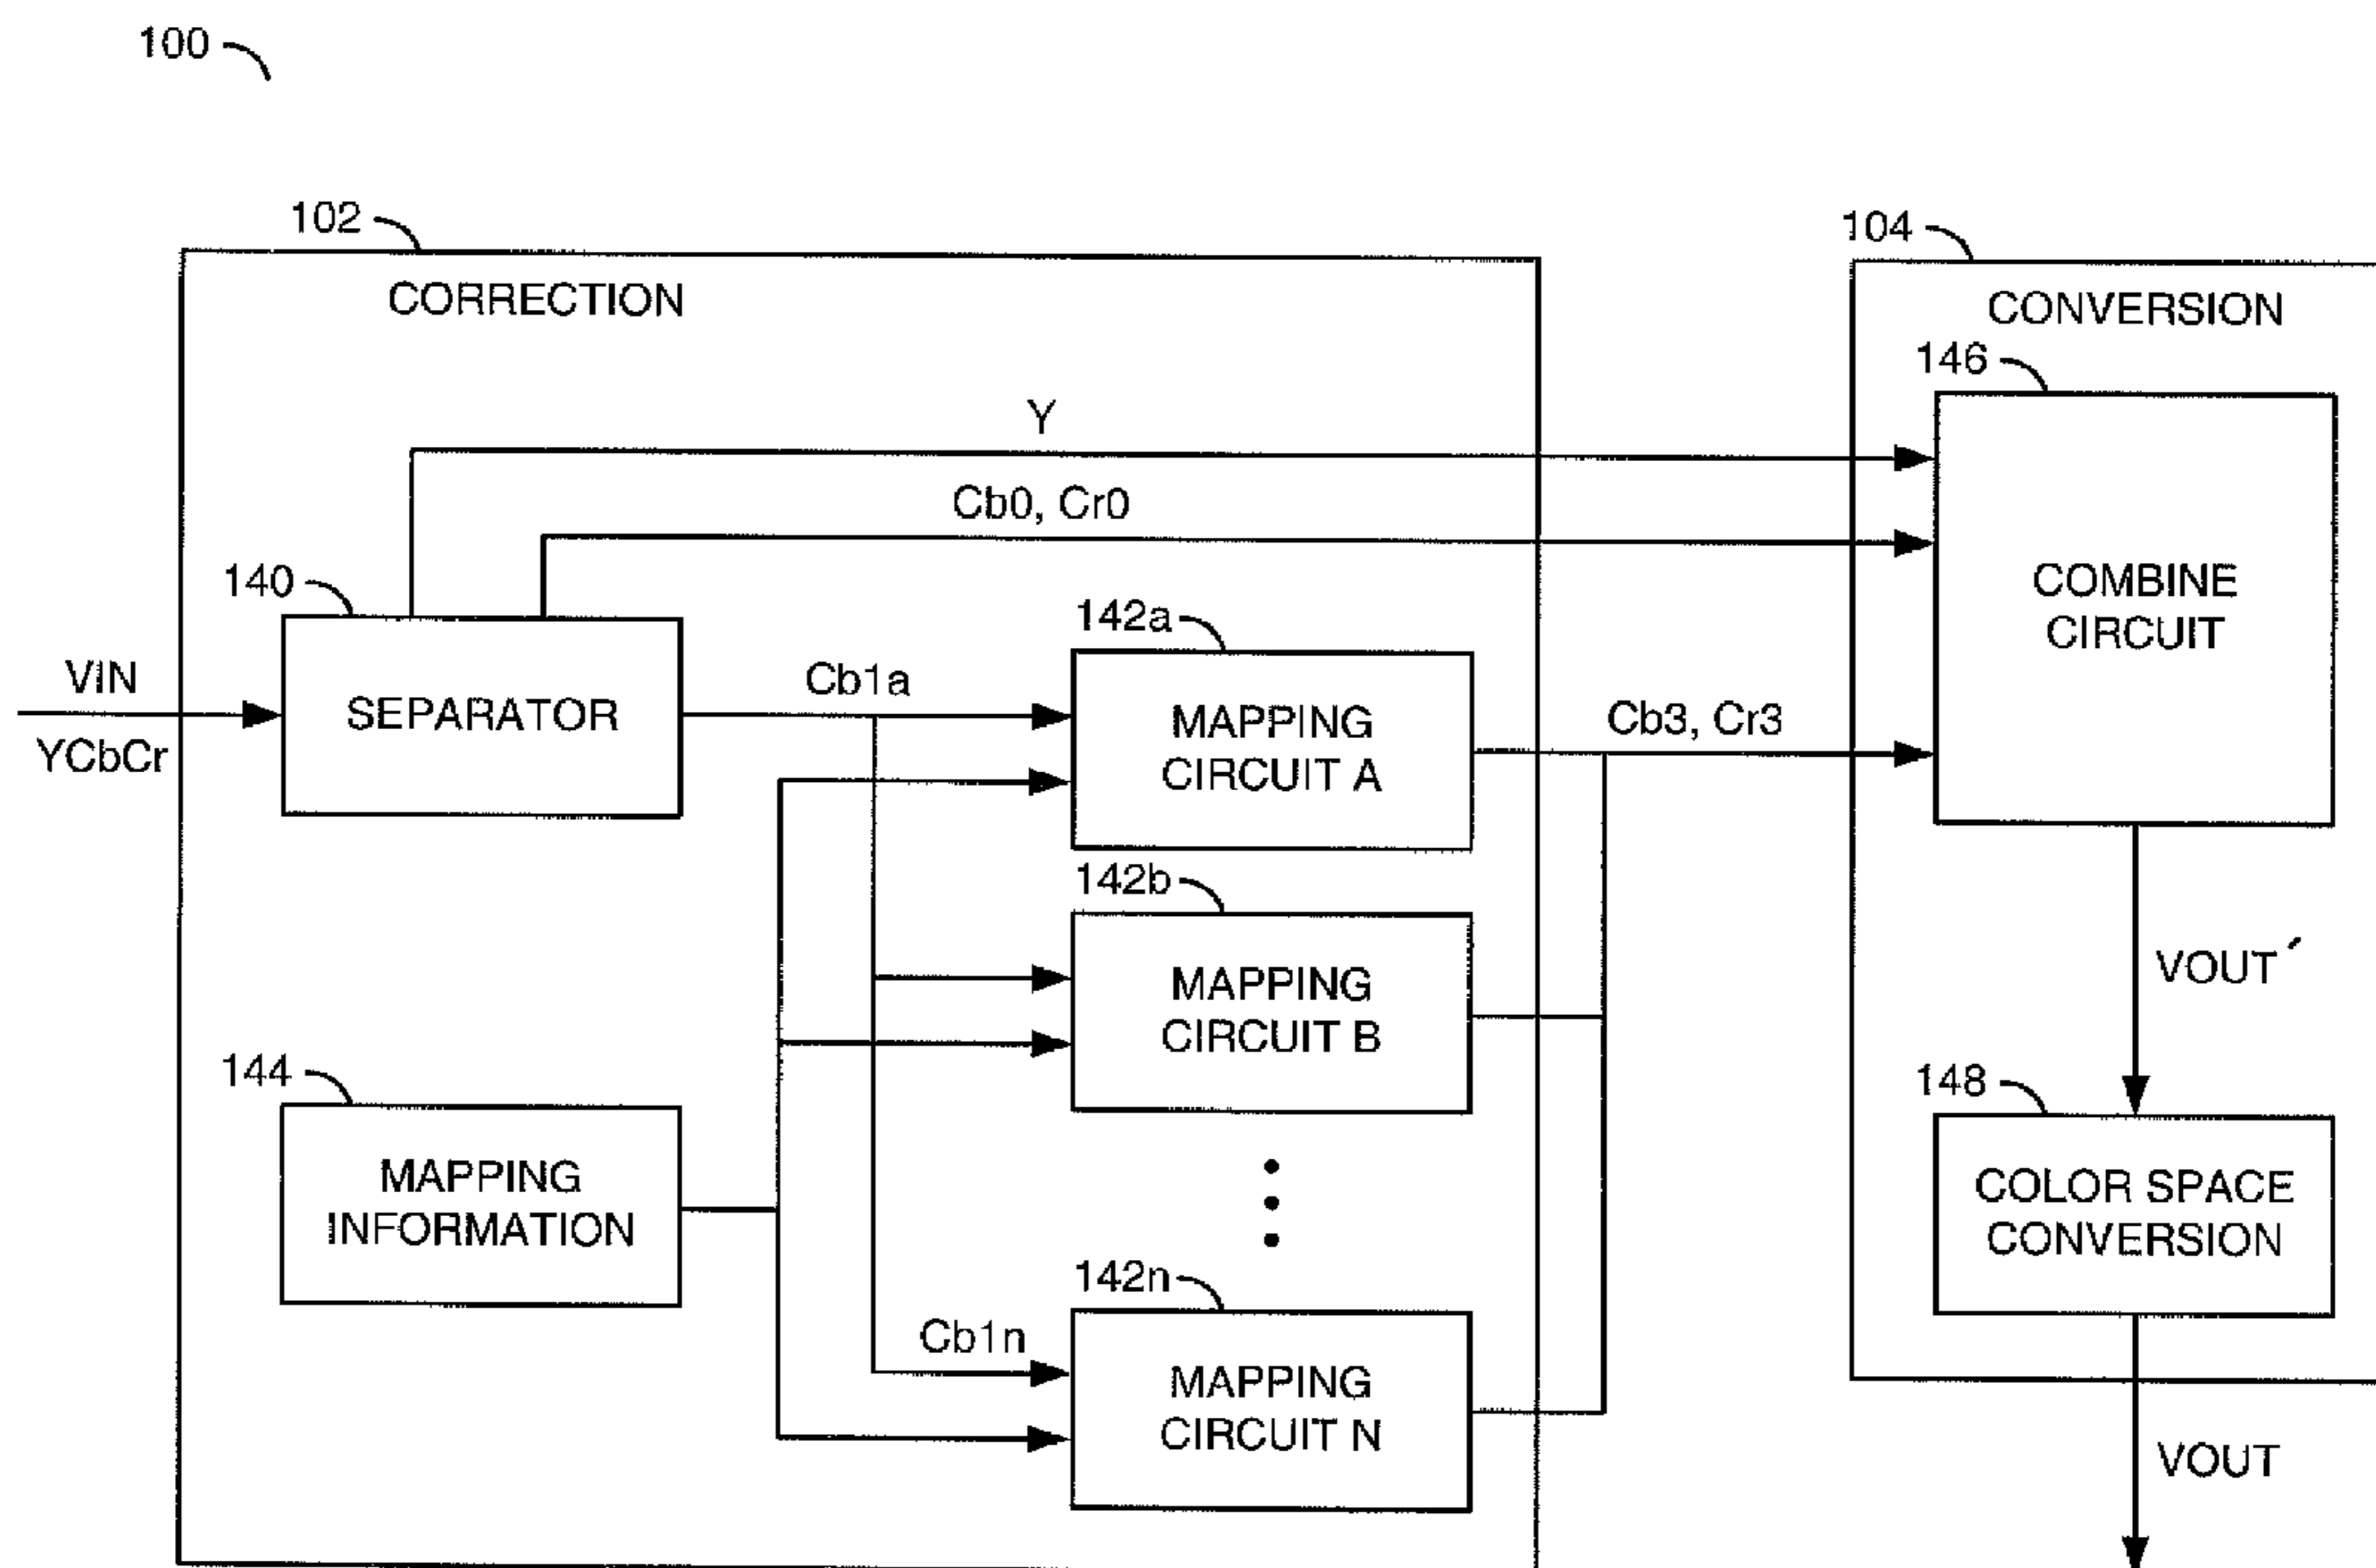 100
102
CORRECTION
104
CONVERSION
146
Y
Cb0, Cr0
COMBINE
CIRCUIT
140
SEPARATOR
VIN
YCbCr
Cb1a
142a
MAPPING
CIRCUIT A
Cb3, Cr3
142b
MAPPING
CIRCUIT B
VOUT´
144
MAPPING
INFORMATION
148
COLOR SPACE
CONVERSION
142n
Cb1n
MAPPING
CIRCUIT N
VOUT